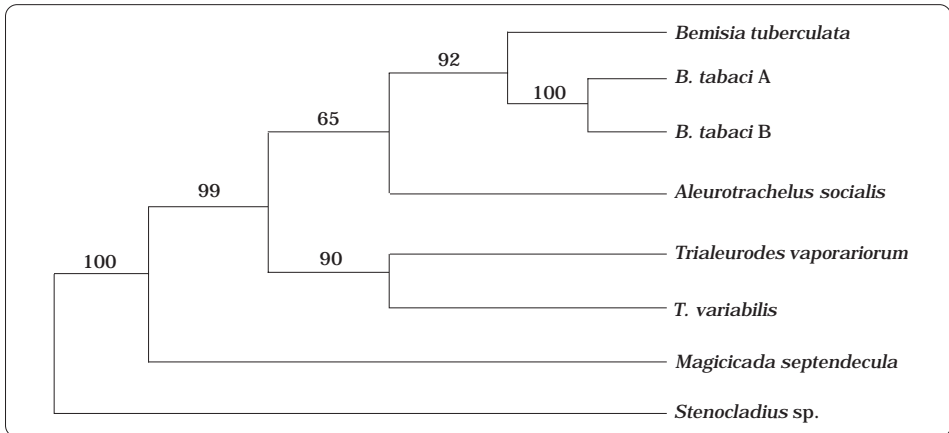 Bemisia tuberculata
92
B. tabaci A
100
65
B. tabaci B
99
Aleurotrachelus socialis
100
90
Trialeurodes vaporariorum
T. variabilis
Magicicada septendecula
Stenocladius sp.